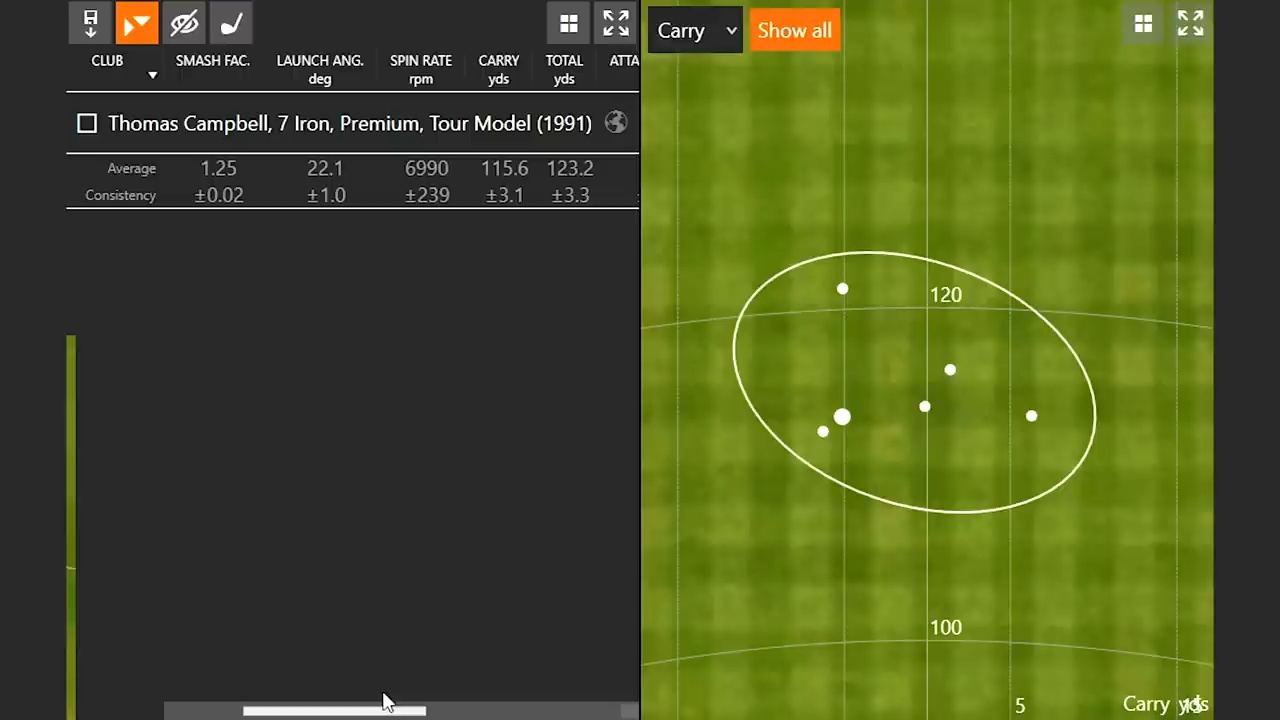 CLUB SMASH FAC. LAUNCH ANG. SPIN RATE CARRY TOTAL ATTA
deg rpm yds yds
Thomas Campbell, 7 Iron, Premium, Tour Model (1991)
Average 1.25 22.1 6990 115.6 123.2
Consistency ±0.02 ±1.0 ±239 ±3.1 ±3.3
Carry Show all
120
100
5 Carry yds